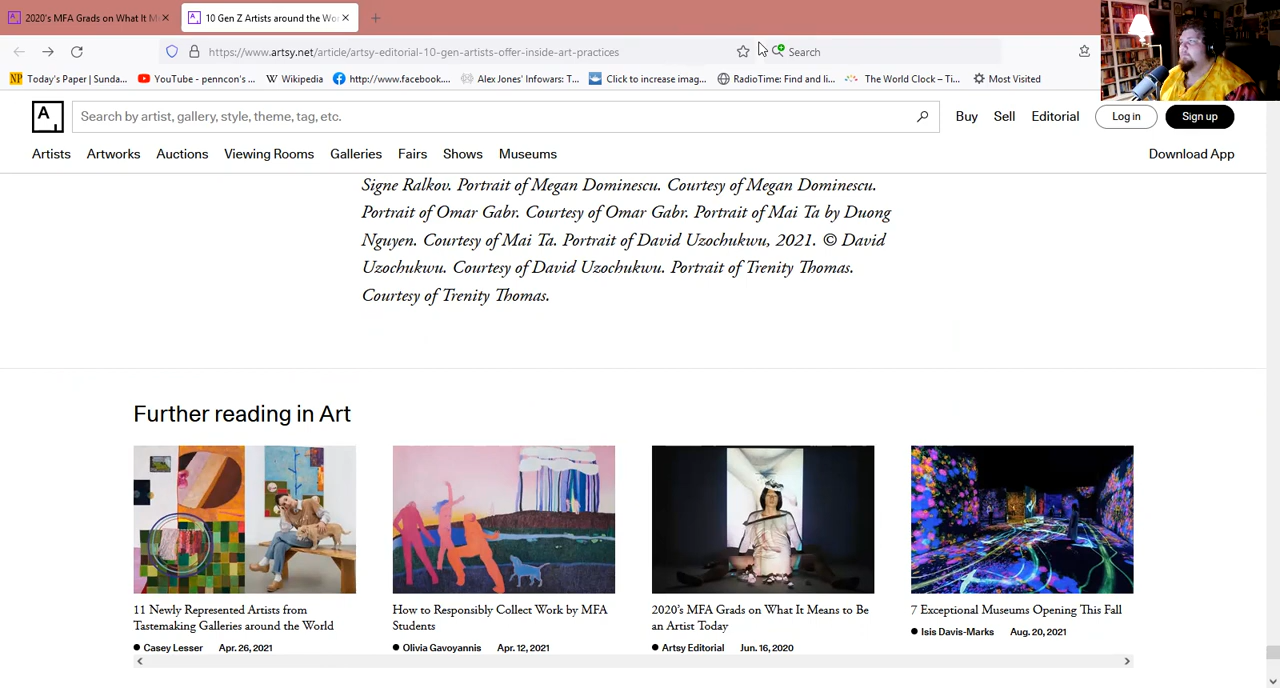 2020's MFA Grads on What It M
10 Gen Z Artists around the Wo
https://www.artsy.net/article/artsy-editorial-10-gen-artists-offer-inside-art-practices
Search
Today's Paper | Sunda...
YouTube - penncon's ...
Wikipedia
http://www.facebook....
Alex Jones' Infowars: T...
Click to increase imag...
RadioTime: Find and li...
The World Clock – Ti...
Most Visited
A
Search by artist, gallery, style, theme, tag, etc.
Buy
Sell
Editorial
Log in
Sign up
Artists
Artworks
Auctions
Viewing Rooms
Galleries
Fairs
Shows
Museums
Download App
Signe Ralkov. Portrait of Megan Dominescu. Courtesy of Megan Dominescu.
Portrait of Omar Gabr. Courtesy of Omar Gabr. Portrait of Mai Ta by Duong
Nguyen. Courtesy of Mai Ta. Portrait of David Uzochukwu, 2021. © David
Uzochukwu. Courtesy of David Uzochukwu. Portrait of Trenity Thomas.
Courtesy of Trenity Thomas.
Further reading in Art
11 Newly Represented Artists from
Tastemaking Galleries around the World
Casey Lesser Apr. 26, 2021
How to Responsibly Collect Work by MFA
Students
Olivia Gavoyannis Apr. 12, 2021
2020's MFA Grads on What It Means to Be
an Artist Today
Artsy Editorial Jun. 16, 2020
7 Exceptional Museums Opening This Fall
Isis Davis-Marks Aug. 20, 2021